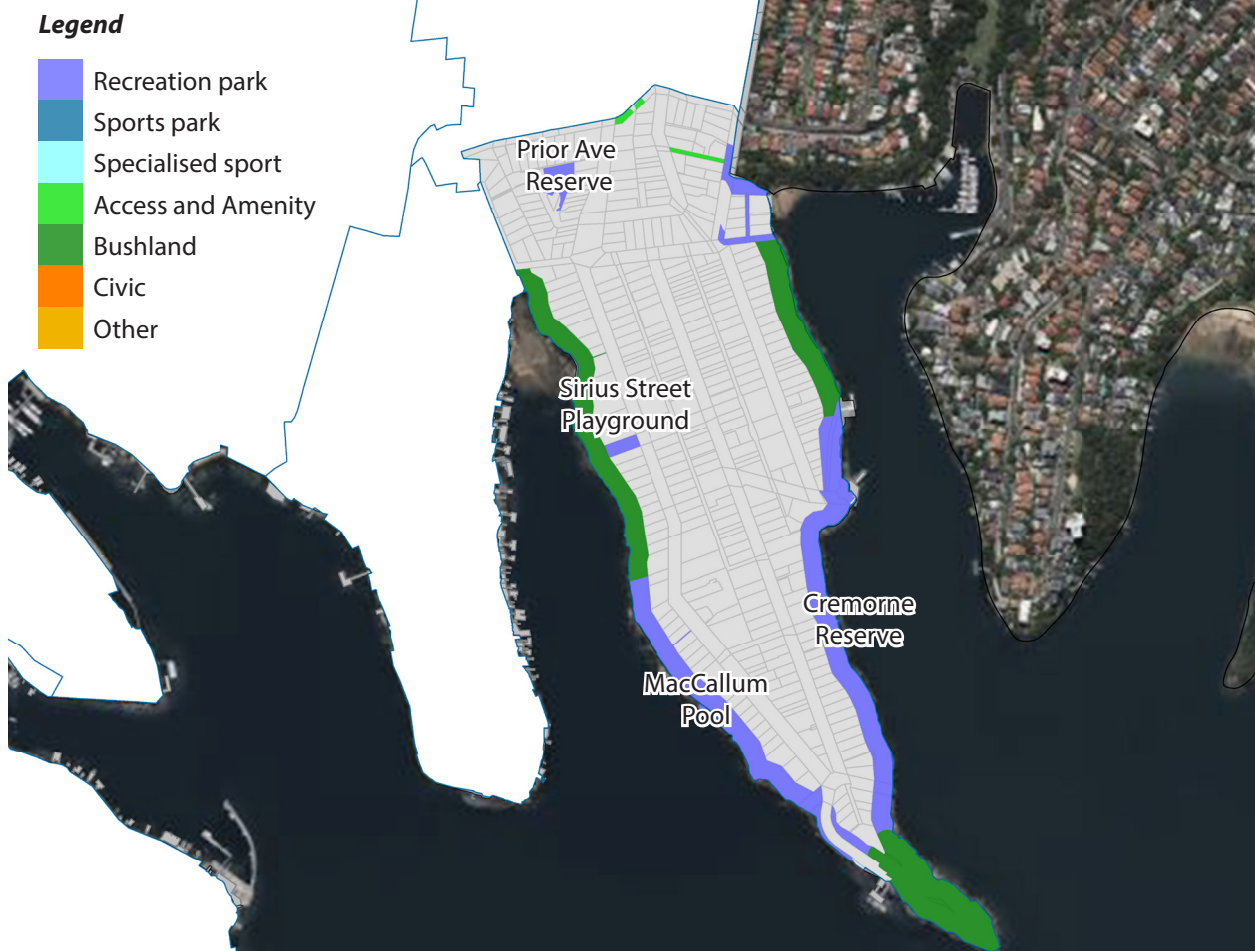 Legend
Recreation park
Sports park
Specialised sport
Access and Amenity
Bushland
Civic
Other
Prior Ave
Reserve
Sirius Street
Playground
Cremorne
Reserve
MacCallum
Pool